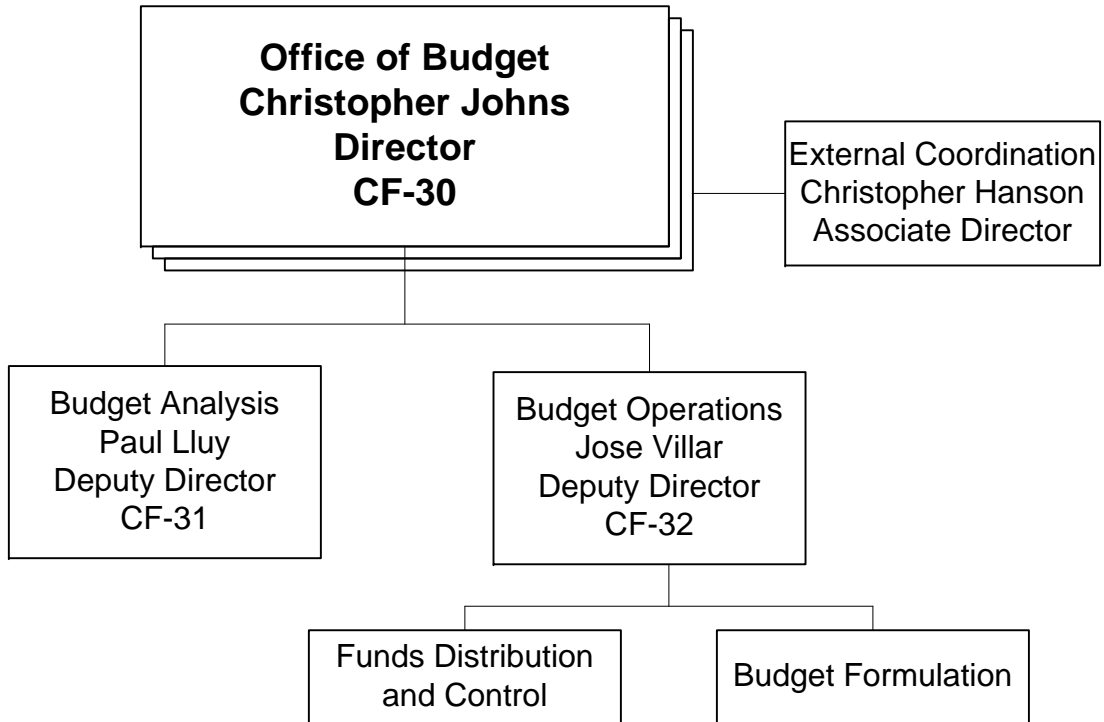 Office of Budget
Christopher Johns
Director
CF-30
External Coordination
Christopher Hanson
Associate Director
Budget Analysis
Paul Lluy
Deputy Director
CF-31
Budget Operations
Jose Villar
Deputy Director
CF-32
Funds Distribution
and Control
Budget Formulation